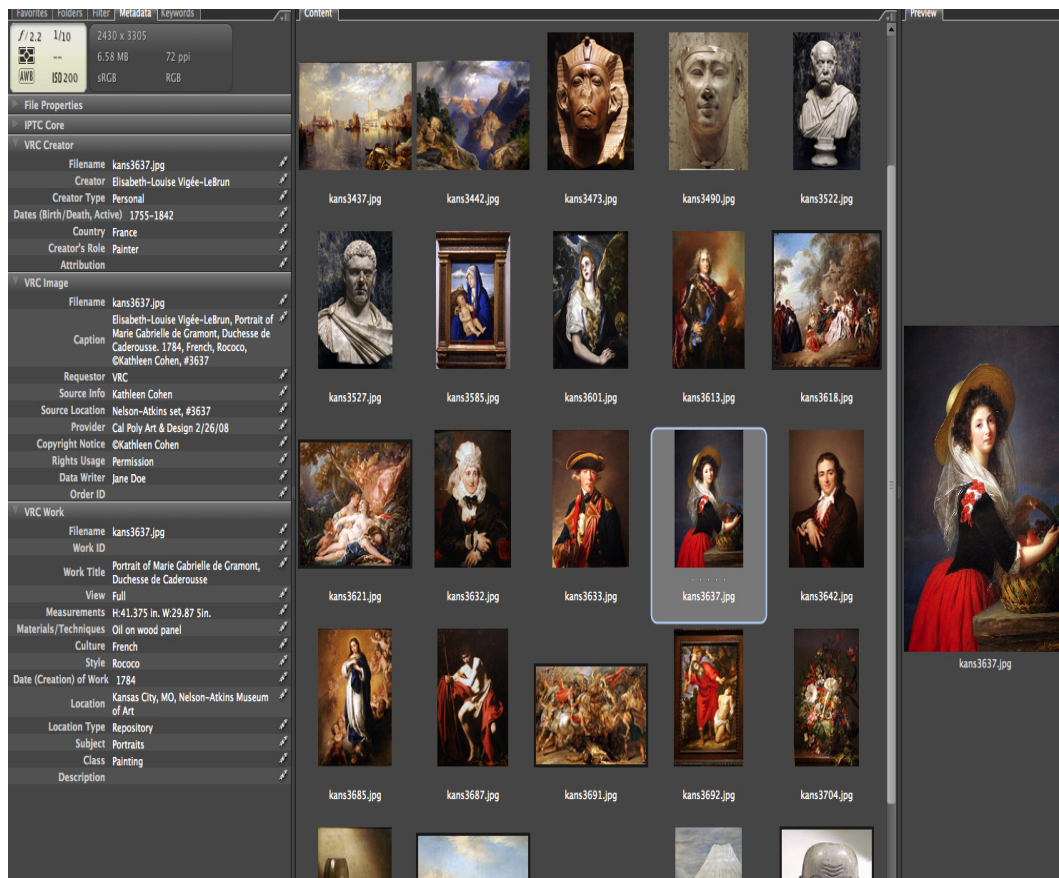 Favorites Folders Filter Metadata Keywords
f/2.2 1/10
--
AWB ISO200
2430 x 3305
6.58 MB 72 ppi
sRGB RGB
File Properties
IPTC Core
VRC Creator
Filename kans3637.jpg
Creator Elisabeth-Louise Vigée-LeBrun
Creator Type Personal
Dates (Birth/Death, Active) 1755-1842
Country France
Creator's Role Painter
Attribution
VRC Image
Filename kans3637.jpg
Caption Elisabeth-Louise Vigée-LeBrun, Portrait of
Marie Gabrielle de Gramont, Duchesse de
Caderousse. 1784, French, Rococo,
©Kathleen Cohen, #3637
Requestor VRC
Source Info Kathleen Cohen
Source Location Nelson-Atkins set, #3637
Provider Cal Poly Art & Design 2/26/08
Copyright Notice ©Kathleen Cohen
Rights Usage Permission
Data Writer Jane Doe
Order ID
VRC Work
Filename kans3637.jpg
Work ID
Work Title Portrait of Marie Gabrielle de Gramont,
Duchesse de Caderousse
View Full
Measurements H:41.375 in. W:29.87 5in.
Materials/Techniques Oil on wood panel
Culture French
Style Rococo
Date (Creation) of Work 1784
Location Kansas City, MO, Nelson-Atkins Museum
of Art
Location Type Repository
Subject Portraits
Class Painting
Description
Content
kans3437.jpg kans3442.jpg kans3473.jpg kans3490.jpg kans3522.jpg
kans3527.jpg kans3585.jpg kans3601.jpg kans3613.jpg kans3618.jpg
kans3621.jpg kans3632.jpg kans3633.jpg kans3637.jpg kans3642.jpg
kans3685.jpg kans3687.jpg kans3691.jpg kans3692.jpg kans3704.jpg
Preview
kans3637.jpg